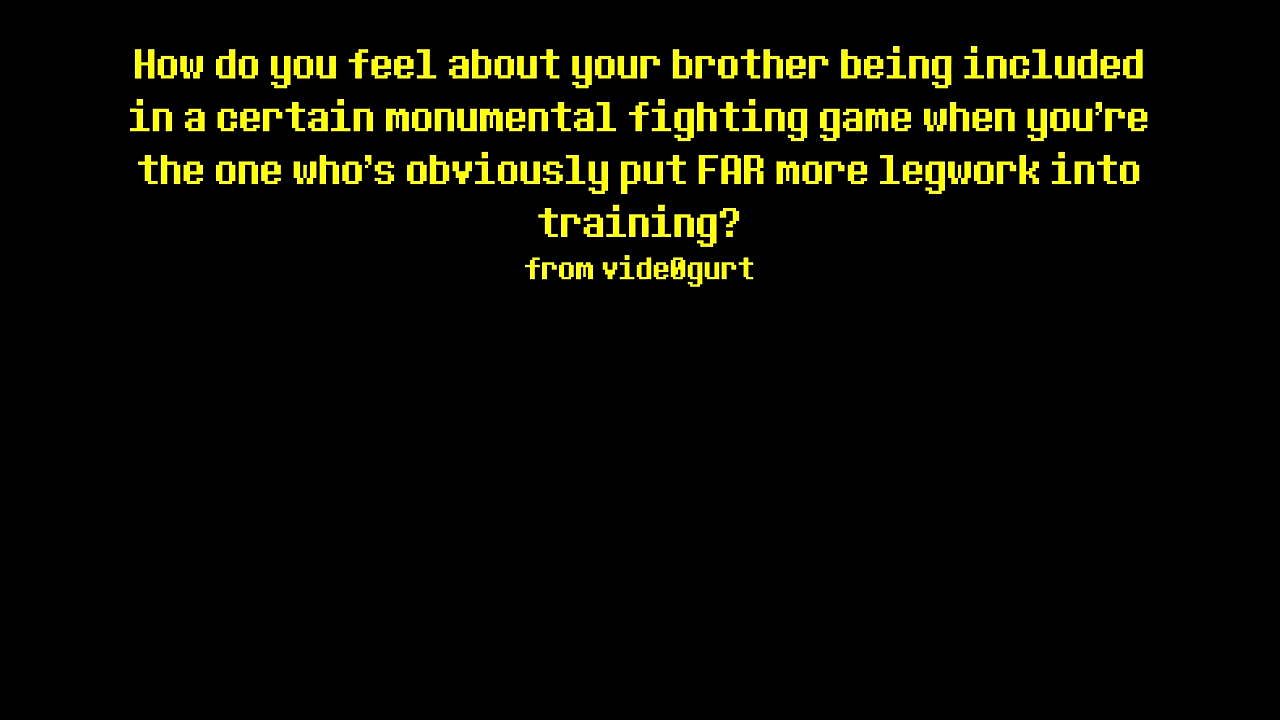 How do you feel about your brother being included
in a certain monumental fighting game when you're
the one who's obviously put FAR more legwork into
training?
from vide0gurt